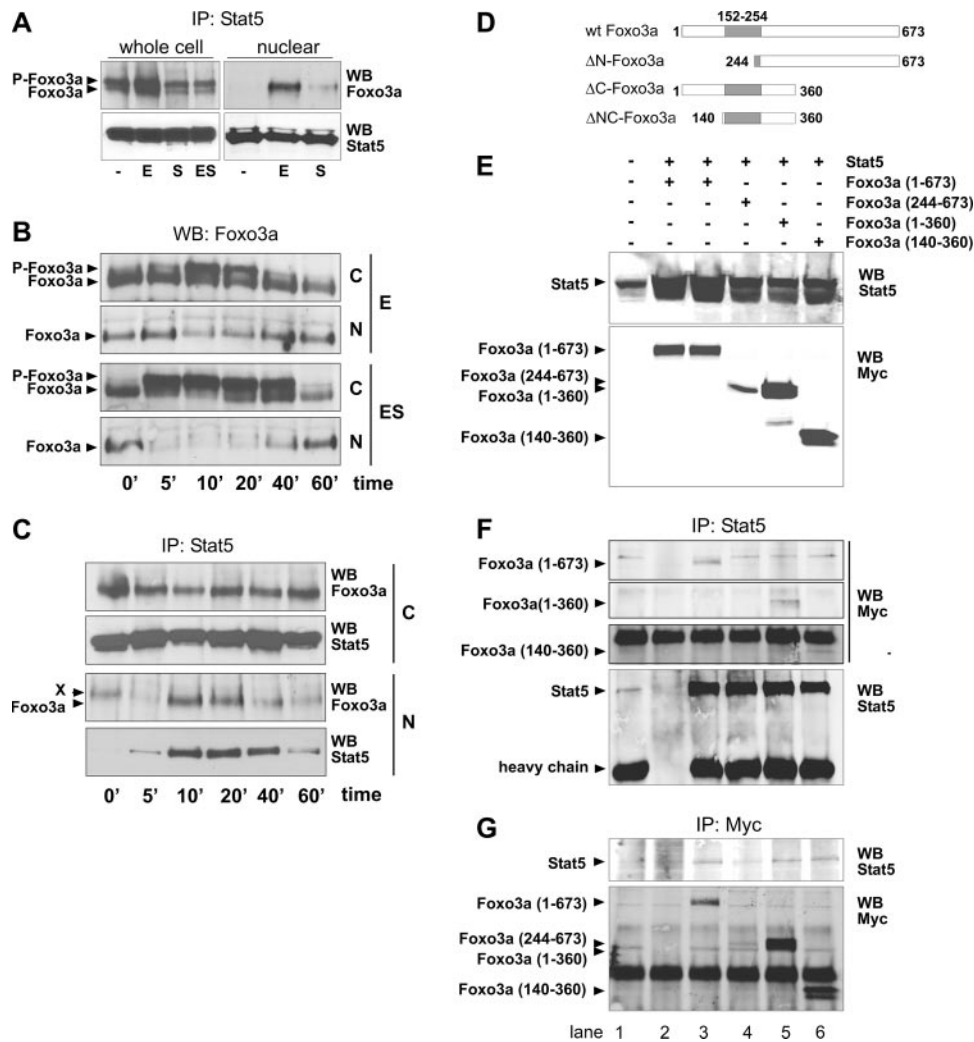 A
IP: Stat5
whole cell nuclear
P-Foxo3a
Foxo3a
WB
Foxo3a
WB
Stat5
- E S ES - E S
B
WB: Foxo3a
P-Foxo3a
Foxo3a
C
Foxo3a
N
E
P-Foxo3a
Foxo3a
C
Foxo3a
N
ES
0' 5' 10' 20' 40' 60' time
C
IP: Stat5
WB
Foxo3a
WB
Stat5
C
X
Foxo3a
WB
Foxo3a
WB
Stat5
N
0' 5' 10' 20' 40' 60' time
D
152-254
wt Foxo3a 1 673
ΔN-Foxo3a 244 673
ΔC-Foxo3a 1 360
ΔNC-Foxo3a 140 360
E
- + + + + + Stat5
- + + - - - Foxo3a (1-673)
- - - + - - Foxo3a (244-673)
- - - - + - Foxo3a (1-360)
- - - - - + Foxo3a (140-360)
Stat5
WB
Stat5
Foxo3a (1-673)
Foxo3a (244-673)
Foxo3a (1-360)
Foxo3a (140-360)
WB
Myc
F
IP: Stat5
Foxo3a (1-673)
Foxo3a(1-360)
Foxo3a (140-360)
WB
Myc
-
Stat5
heavy chain
WB
Stat5
G
IP: Myc
Stat5
WB
Stat5
Foxo3a (1-673)
Foxo3a (244-673)
Foxo3a (1-360)
Foxo3a (140-360)
WB
Myc
lane 1 2 3 4 5 6